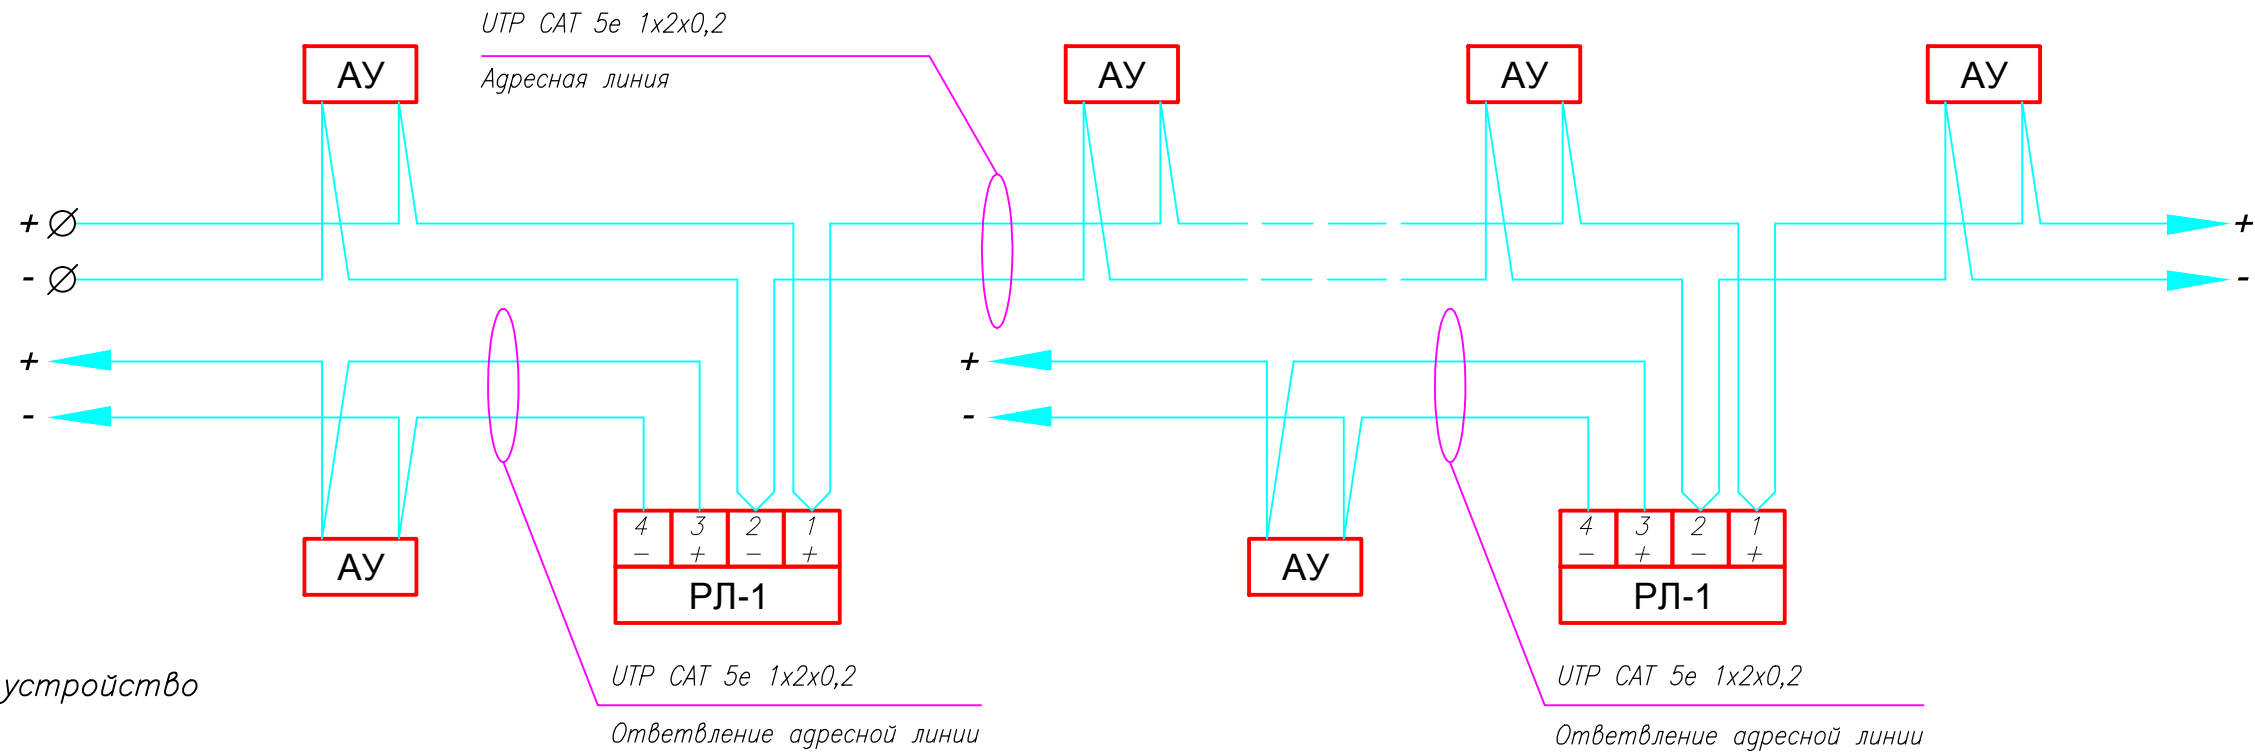 UTP CAT 5e 1x2x0,2
Адресная линия
АУ
АУ
АУ
АУ
+
+
-
-
+
+
-
-
4 3 2 1
- + - +
РЛ-1
АУ
4 3 2 1
- + - +
РЛ-1
АУ
устройство
UTP CAT 5e 1x2x0,2
Ответвление адресной линии
UTP CAT 5e 1x2x0,2
Ответвление адресной линии